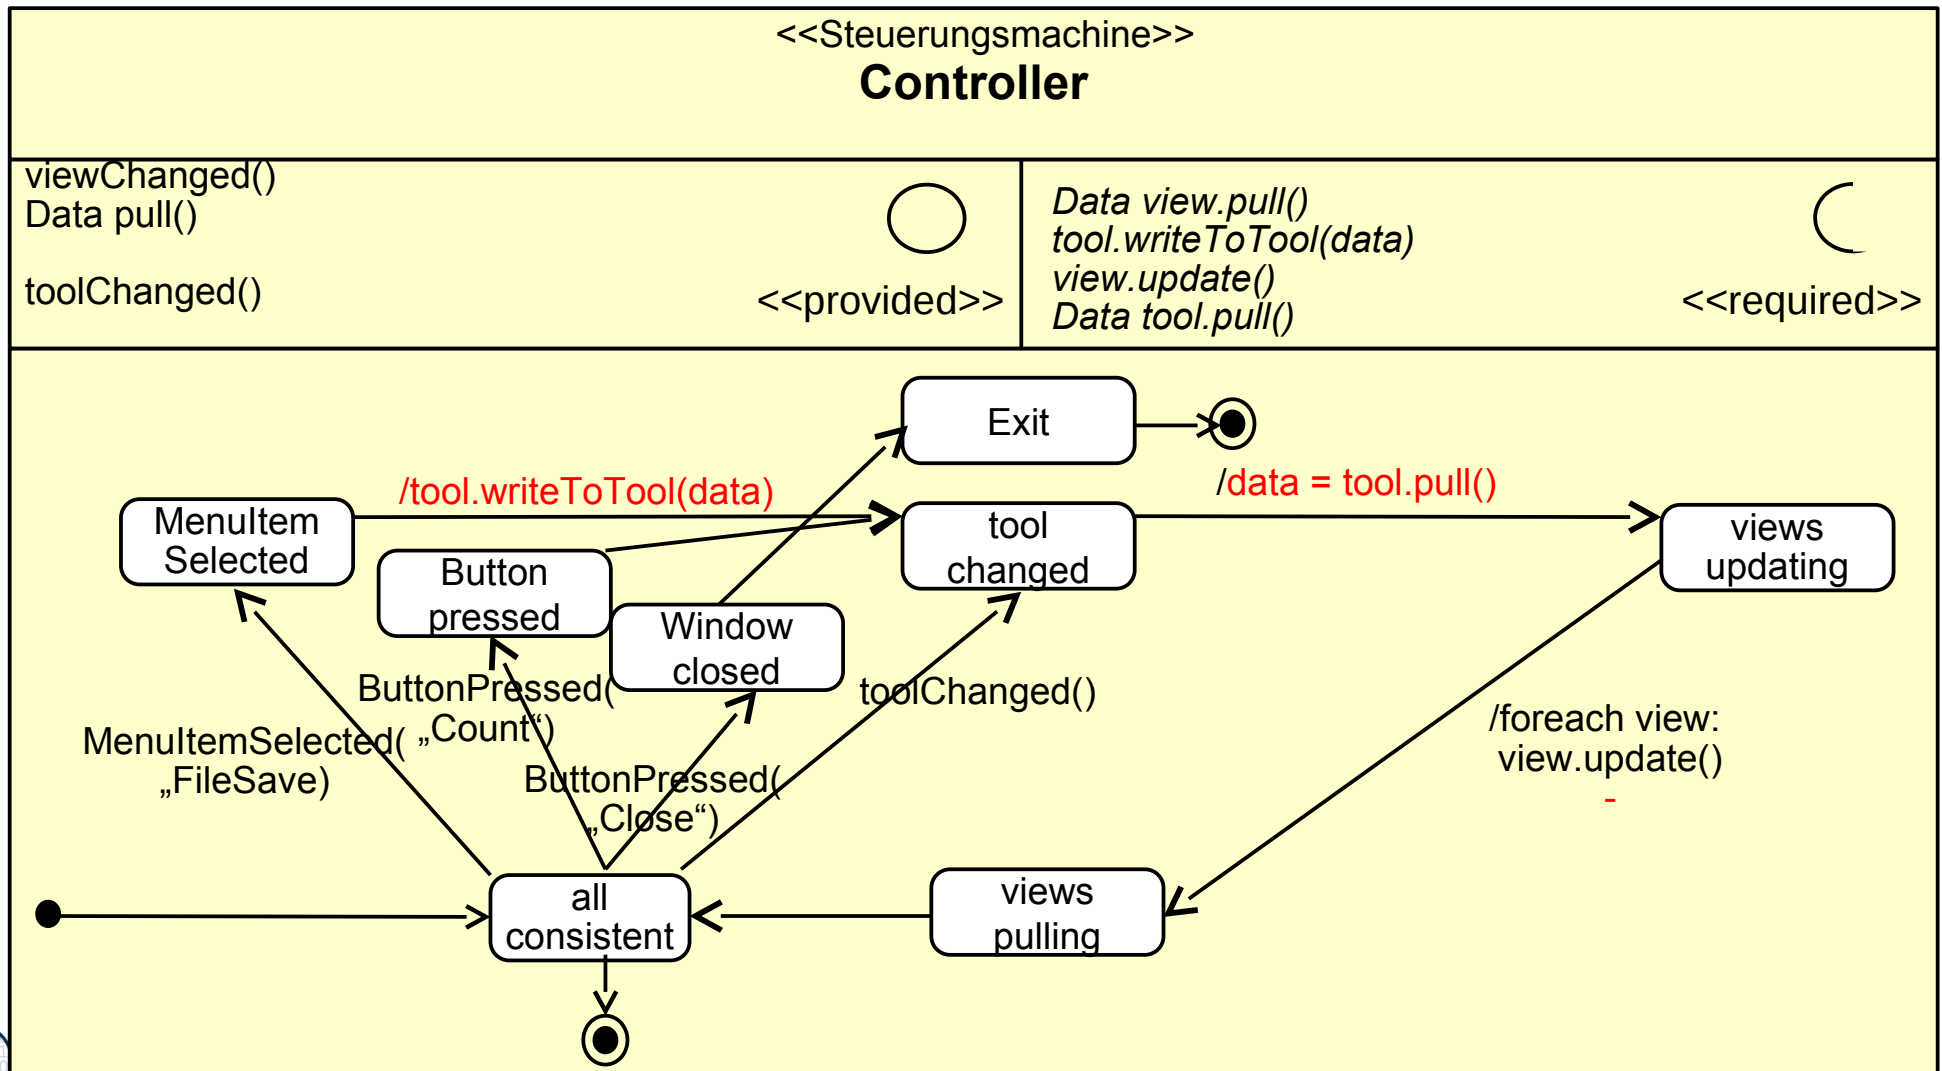 <<Steuerungsmachine>>
Controller
viewChanged()
Data pull()
toolChanged()
<<provided>>
Data view.pull()
tool.writeToTool(data)
view.update()
Data tool.pull()
<<required>>
Exit
/tool.writeToTool(data)
/data = tool.pull()
MenuItem
Selected
Button
pressed
Window
closed
tool
changed
views
updating
ButtonPressed(
„Count“)
toolChanged()
MenuItemSelected(
„FileSave)
ButtonPressed(
„Close“)
/foreach view:
view.update()
-
all
consistent
views
pulling